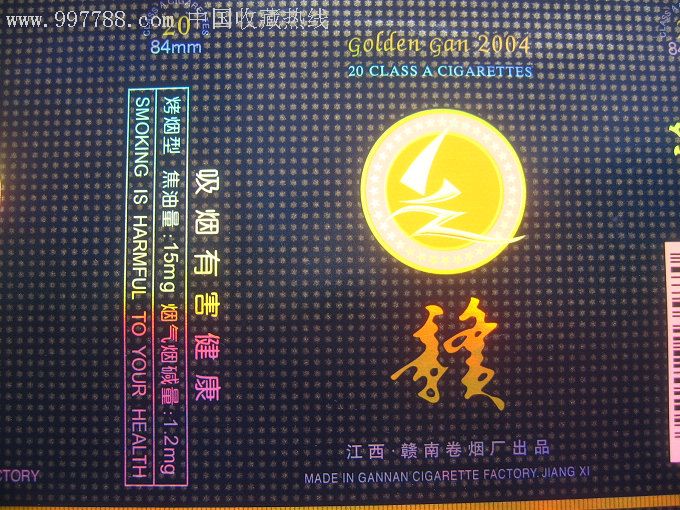 www.997788.com 中国收藏热线
20
84mm
Golden Gan 2004
20 CLASS A CIGARETTES
吸烟有害健康
烤烟型 焦油量:15mg 烟气烟碱量:1.2mg
SMOKING IS HARMFUL TO YOUR HEALTH
赣
江西·赣南卷烟厂出品
MADE IN GANNAN CIGARETTE FACTORY.JIANG XI
CTORY